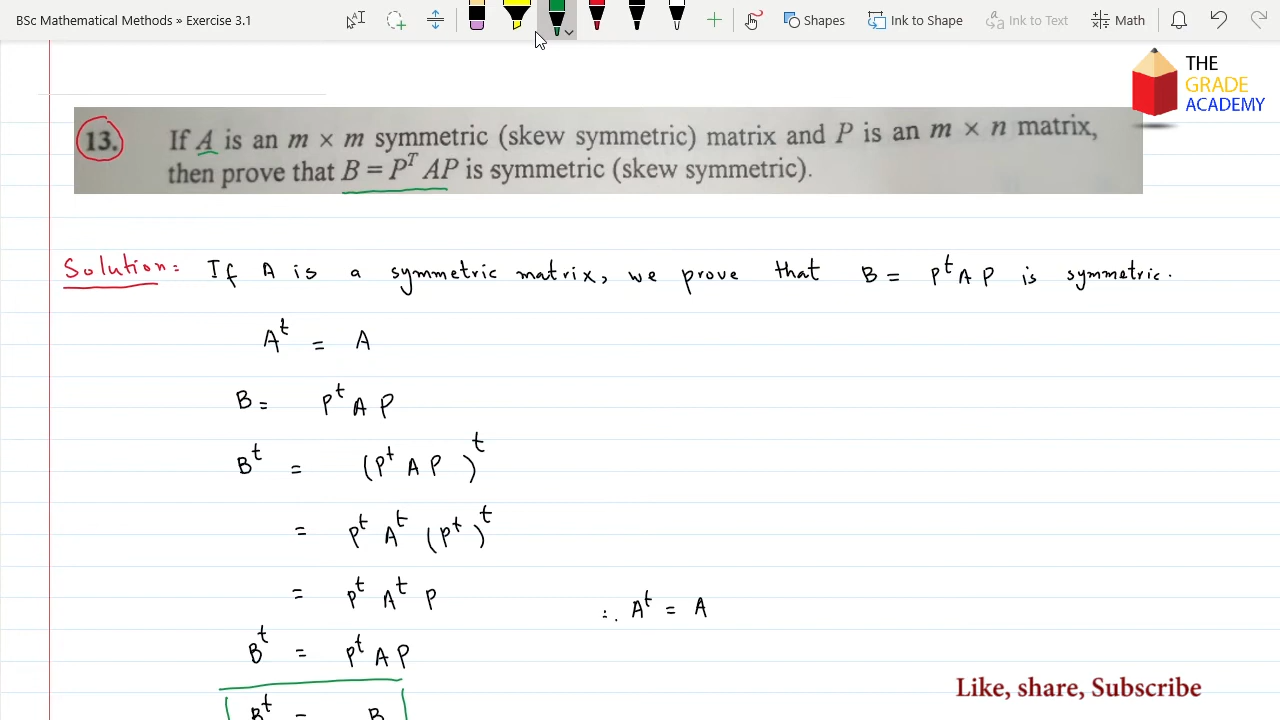 BSc Mathematical Methods ~ Exercise 3.1
Shapes
Ink to Shape
Ink to Text
Math
THE
GRADE
ACADEMY
13. If A is an m × m symmetric (skew symmetric) matrix and P is an m × n matrix,
then prove that B = P^T AP is symmetric (skew symmetric).
Solution: If A is a symmetric matrix, we prove that B = P^t A P is symmetric.
A^t = A
B = P^t A P
B^t = (P^t A P)^t
= P^t A^t (P^t)^t
= P^t A^t P ∴ A^t = A
B^t = P^t A P
B^t = B
Like, share, Subscribe